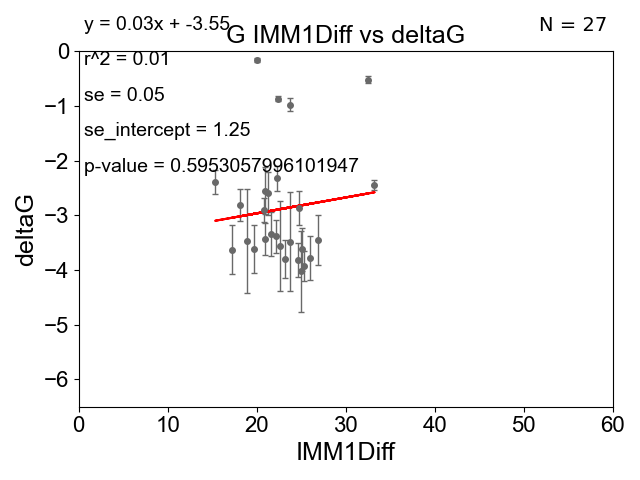 y = 0.03x + -3.55
N = 27
G IMM1Diff vs deltaG
r^2 = 0.01
se = 0.05
se_intercept = 1.25
p-value = 0.5953057996101947
0
−1
−2
−3
−4
−5
−6
deltaG
0 10 20 30 40 50 60
IMM1Diff